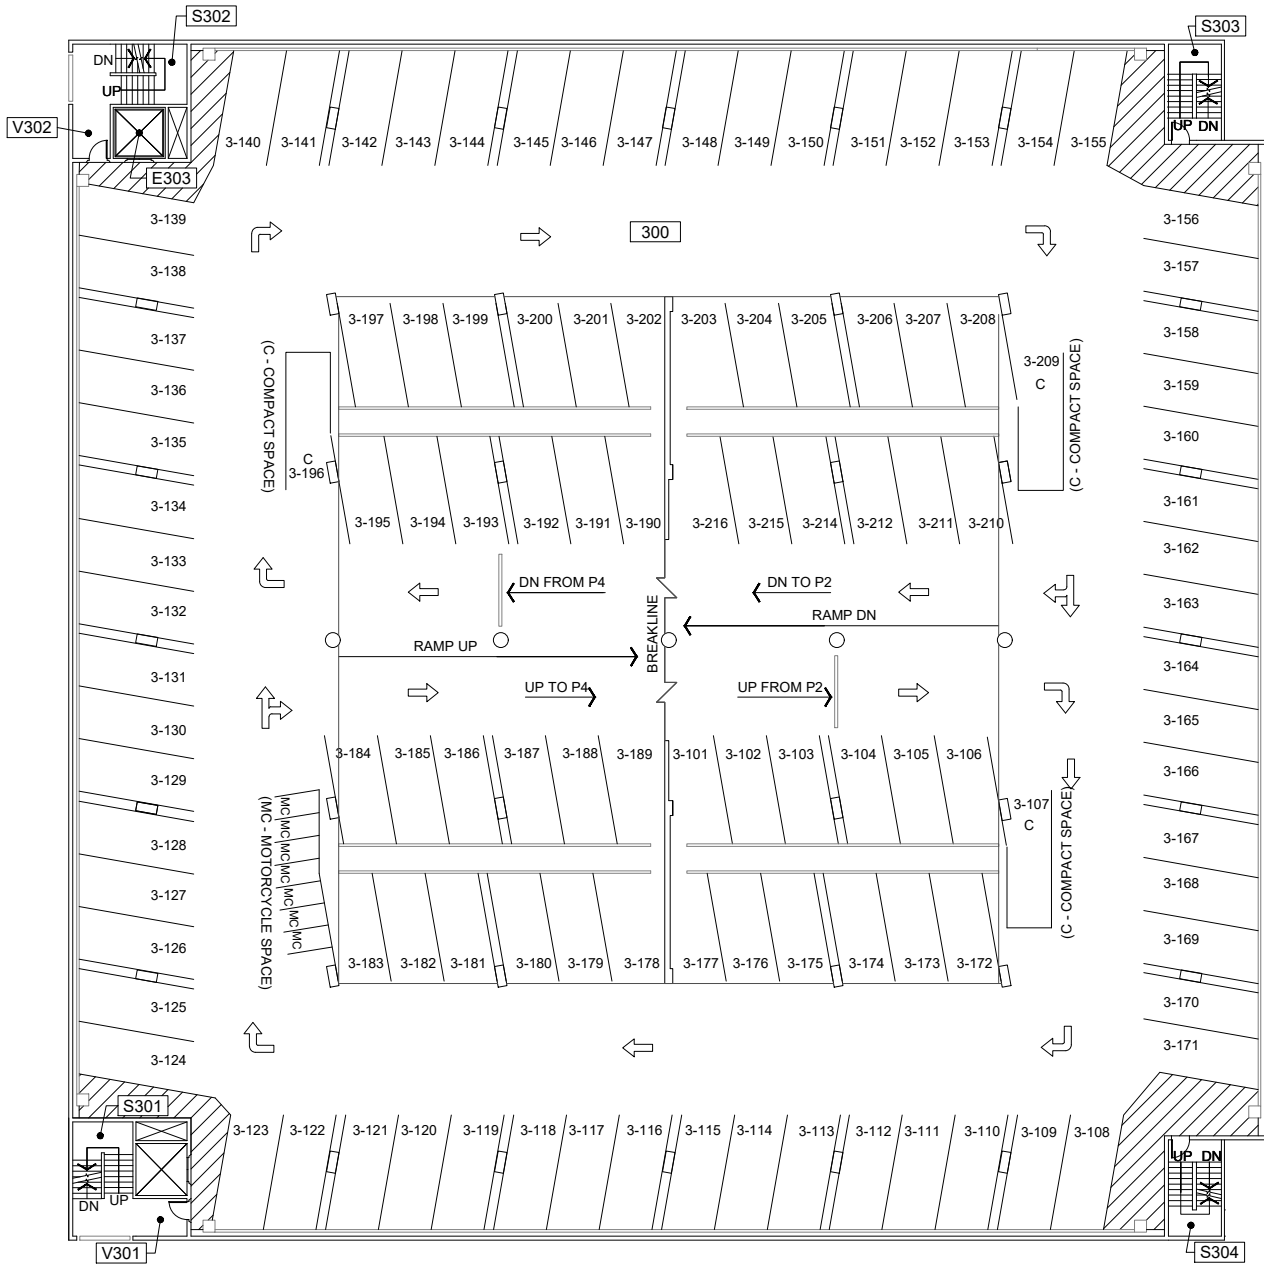 S302
S303
DN
UP
V302
E303
UP DN
3-140 3-141 3-142 3-143 3-144 3-145 3-146 3-147 3-148 3-149 3-150 3-151 3-152 3-153 3-154 3-155
3-139
3-138
3-137
3-136
3-135
3-134
3-133
3-132
3-131
3-130
3-129
3-128
3-127
3-126
3-125
3-124
300
3-156
3-157
3-158
3-159
3-160
3-161
3-162
3-163
3-164
3-165
3-166
3-167
3-168
3-169
3-170
3-171
3-197 3-198 3-199 3-200 3-201 3-202 3-203 3-204 3-205 3-206 3-207 3-208
3-209
C
(C - COMPACT SPACE)
(C - COMPACT SPACE)
C
3-196
3-195 3-194 3-193 3-192 3-191 3-190 3-216 3-215 3-214 3-212 3-211 3-210
DN FROM P4
DN TO P2
RAMP DN
BREAKLINE
RAMP UP
UP TO P4
UP FROM P2
3-184 3-185 3-186 3-187 3-188 3-189 3-101 3-102 3-103 3-104 3-105 3-106
3-107
C
(C - COMPACT SPACE)
MC
MC
MC
MC
MC
MC
MC
(MC - MOTORCYCLE SPACE)
3-183 3-182 3-181 3-180 3-179 3-178 3-177 3-176 3-175 3-174 3-173 3-172
3-123 3-122 3-121 3-120 3-119 3-118 3-117 3-116 3-115 3-114 3-113 3-112 3-111 3-110 3-109 3-108
S301
DN UP
V301
UP DN
S304